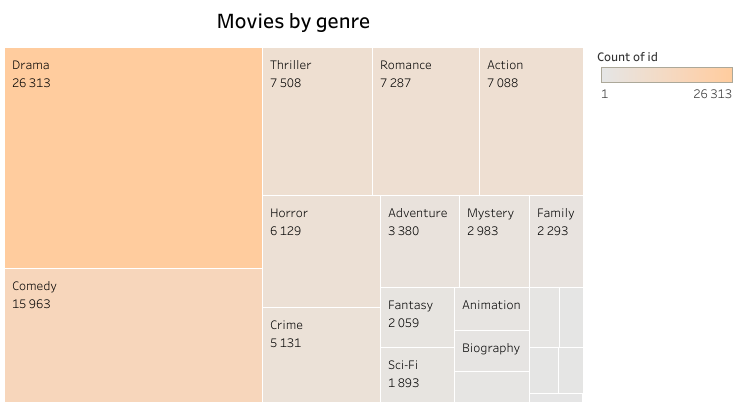 Movies by genre
Drama
26 313
Thriller
7 508
Romance
7 287
Action
7 088
Count of id
1
26 313
Horror
6 129
Adventure
3 380
Mystery
2 983
Family
2 293
Comedy
15 963
Fantasy
2 059
Animation
Crime
5 131
Biography
Sci-Fi
1 893